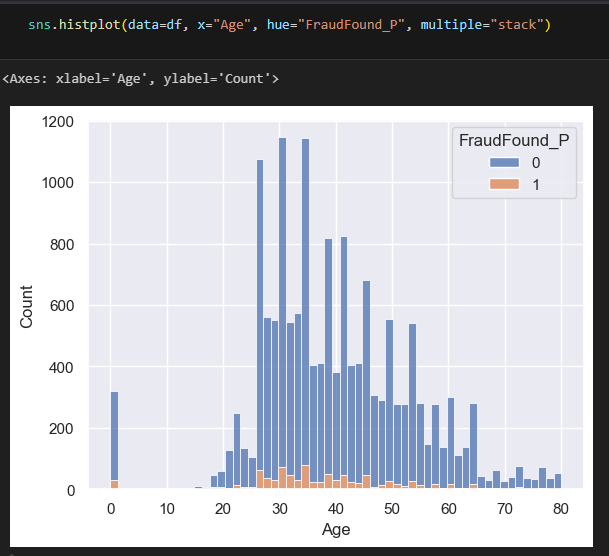 sns.histplot(data=df, x="Age", hue="FraudFound_P", multiple="stack")
<Axes: xlabel='Age', ylabel='Count'>
FraudFound_P
0
1
1200
1000
800
600
400
200
0
Count
0 10 20 30 40 50 60 70 80
Age